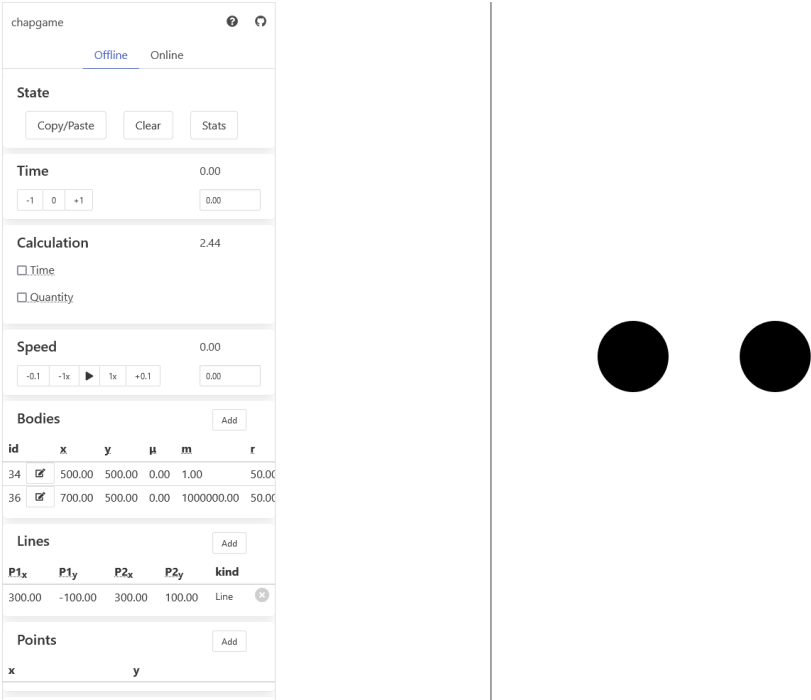 chapgame
Offline Online
State
Copy/Paste Clear Stats
Time 0.00
-1 0 +1 0.00
Calculation 2.44
Time
Quantity
Speed 0.00
-0.1 -1x 1x +0.1 0.00
Bodies Add
id x y μ m r
34 500.00 500.00 0.00 1.00 50.00
36 700.00 500.00 0.00 1000000.00 50.00
Lines Add
P1x P1y P2x P2y kind
300.00 -100.00 300.00 100.00 Line
Points Add
x y